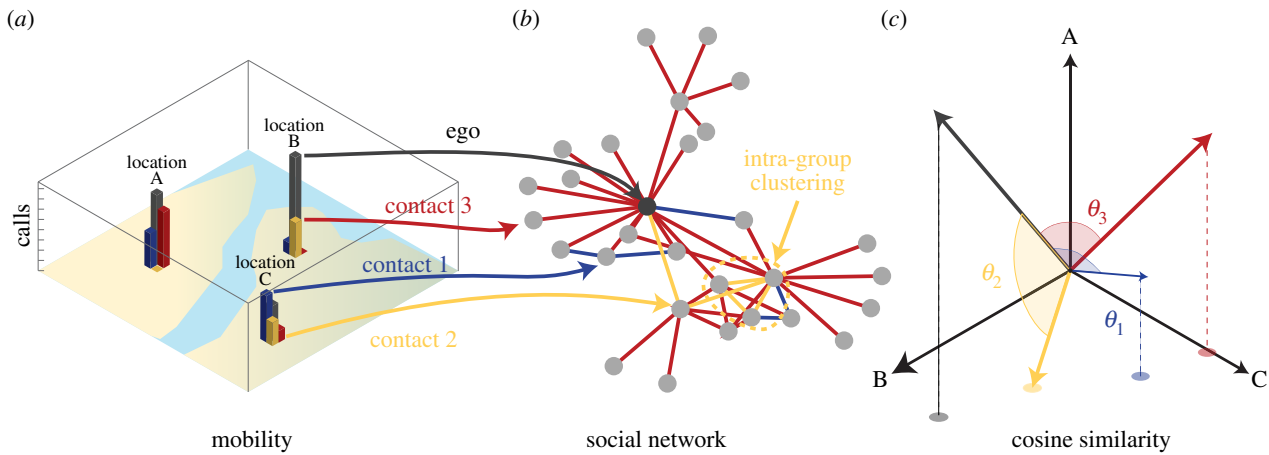 (a)
location
A
location
B
location
C
calls
mobility
ego
contact 3
contact 1
contact 2
(b)
intra-group
clustering
social network
(c)
A
B
C
θ3
θ2
θ1
cosine similarity